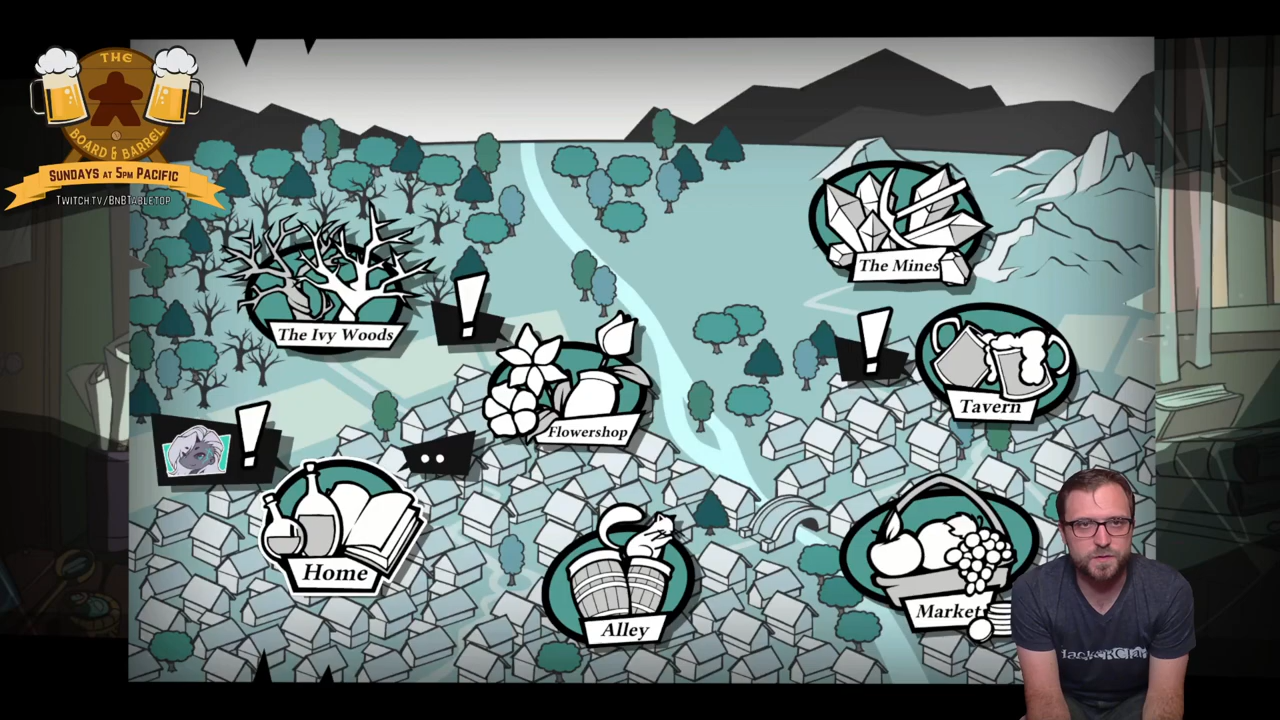 THE
BOARD & BARREL
SUNDAYS AT 5PM PACIFIC
TWITCH.TV/BNBTABLETOP
The Mines
The Ivy Woods
!
!
Tavern
Flowershop
!
Home
Alley
Market